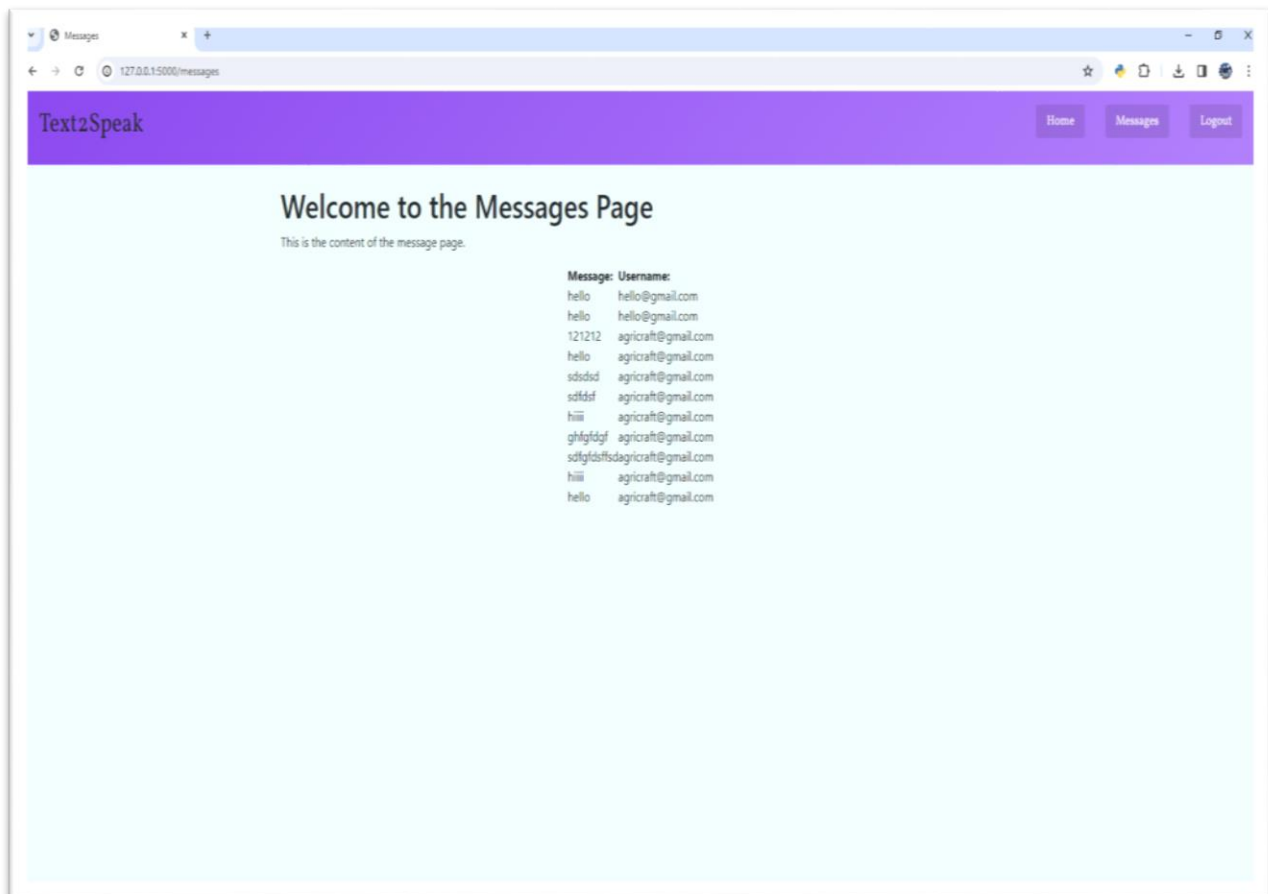 Messages
127.0.0.1:5000/messages
Text2Speak
Home Messages Logout
Welcome to the Messages Page
This is the content of the message page.
Message: Username:
hello hello@gmail.com
hello hello@gmail.com
121212 agricraft@gmail.com
hello agricraft@gmail.com
sdsdsd agricraft@gmail.com
sdfdsf agricraft@gmail.com
hiiiii agricraft@gmail.com
ghfgfdgf agricraft@gmail.com
sdfgfdsffsdagricraft@gmail.com
hiiiii agricraft@gmail.com
hello agricraft@gmail.com